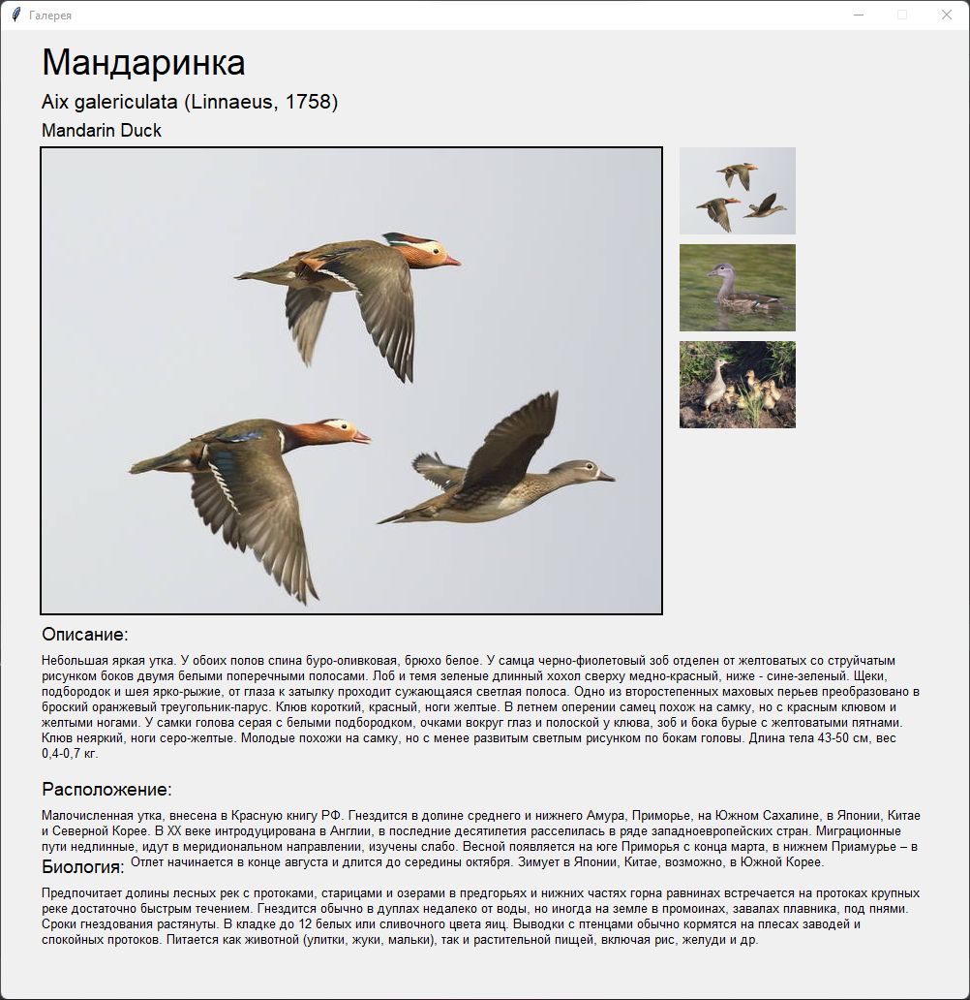 Галерея
Мандаринка
Aix galericulata (Linnaeus, 1758)
Mandarin Duck
Описание:
Небольшая яркая утка. У обоих полов спина буро-оливковая, брюхо белое. У самца черно-фиолетовый зоб отделен от желтоватых со струйчатым
рисунком боков двумя белыми поперечными полосами. Лоб и темя зеленые длинный хохол сверху медно-красный, ниже - сине-зеленый. Щеки,
подбородок и шея ярко-рыжие, от глаза к затылку проходит сужающаяся светлая полоса. Одно из второстепенных маховых перьев преобразовано в
броский оранжевый треугольник-парус. Клюв короткий, красный, ноги желтые. В летнем оперении самец похож на самку, но с красным клювом и
желтыми ногами. У самки голова серая с белыми подбородком, очками вокруг глаз и полоской у клюва, зоб и бока бурые с желтоватыми пятнами.
Клюв неяркий, ноги серо-желтые. Молодые похожи на самку, но с менее развитым светлым рисунком по бокам головы. Длина тела 43-50 см, вес
0,4-0,7 кг.
Расположение:
Малочисленная утка, внесена в Красную книгу РФ. Гнездится в долине среднего и нижнего Амура, Приморье, на Южном Сахалине, в Японии, Китае
и Северной Корее. В XX веке интродуцирована в Англии, в последние десятилетия расселилась в ряде западноевропейских стран. Миграционные
пути недлинные, идут в меридиональном направлении, изучены слабо. Весной появляется на юге Приморья с конца марта, в нижнем Приамурье – в
Отлет начинается в конце августа и длится до середины октября. Зимует в Японии, Китае, возможно, в Южной Корее.
Биология:
Предпочитает долины лесных рек с протоками, старицами и озерами в предгорьях и нижних частях горна равнинах встречается на протоках крупных
реке достаточно быстрым течением. Гнездится обычно в дуплах недалеко от воды, но иногда на земле в промоинах, завалах плавника, под пнями.
Сроки гнездования растянуты. В кладке до 12 белых или сливочного цвета яиц. Выводки с птенцами обычно кормятся на плесах заводей и
спокойных протоков. Питается как животной (улитки, жуки, мальки), так и растительной пищей, включая рис, желуди и др.